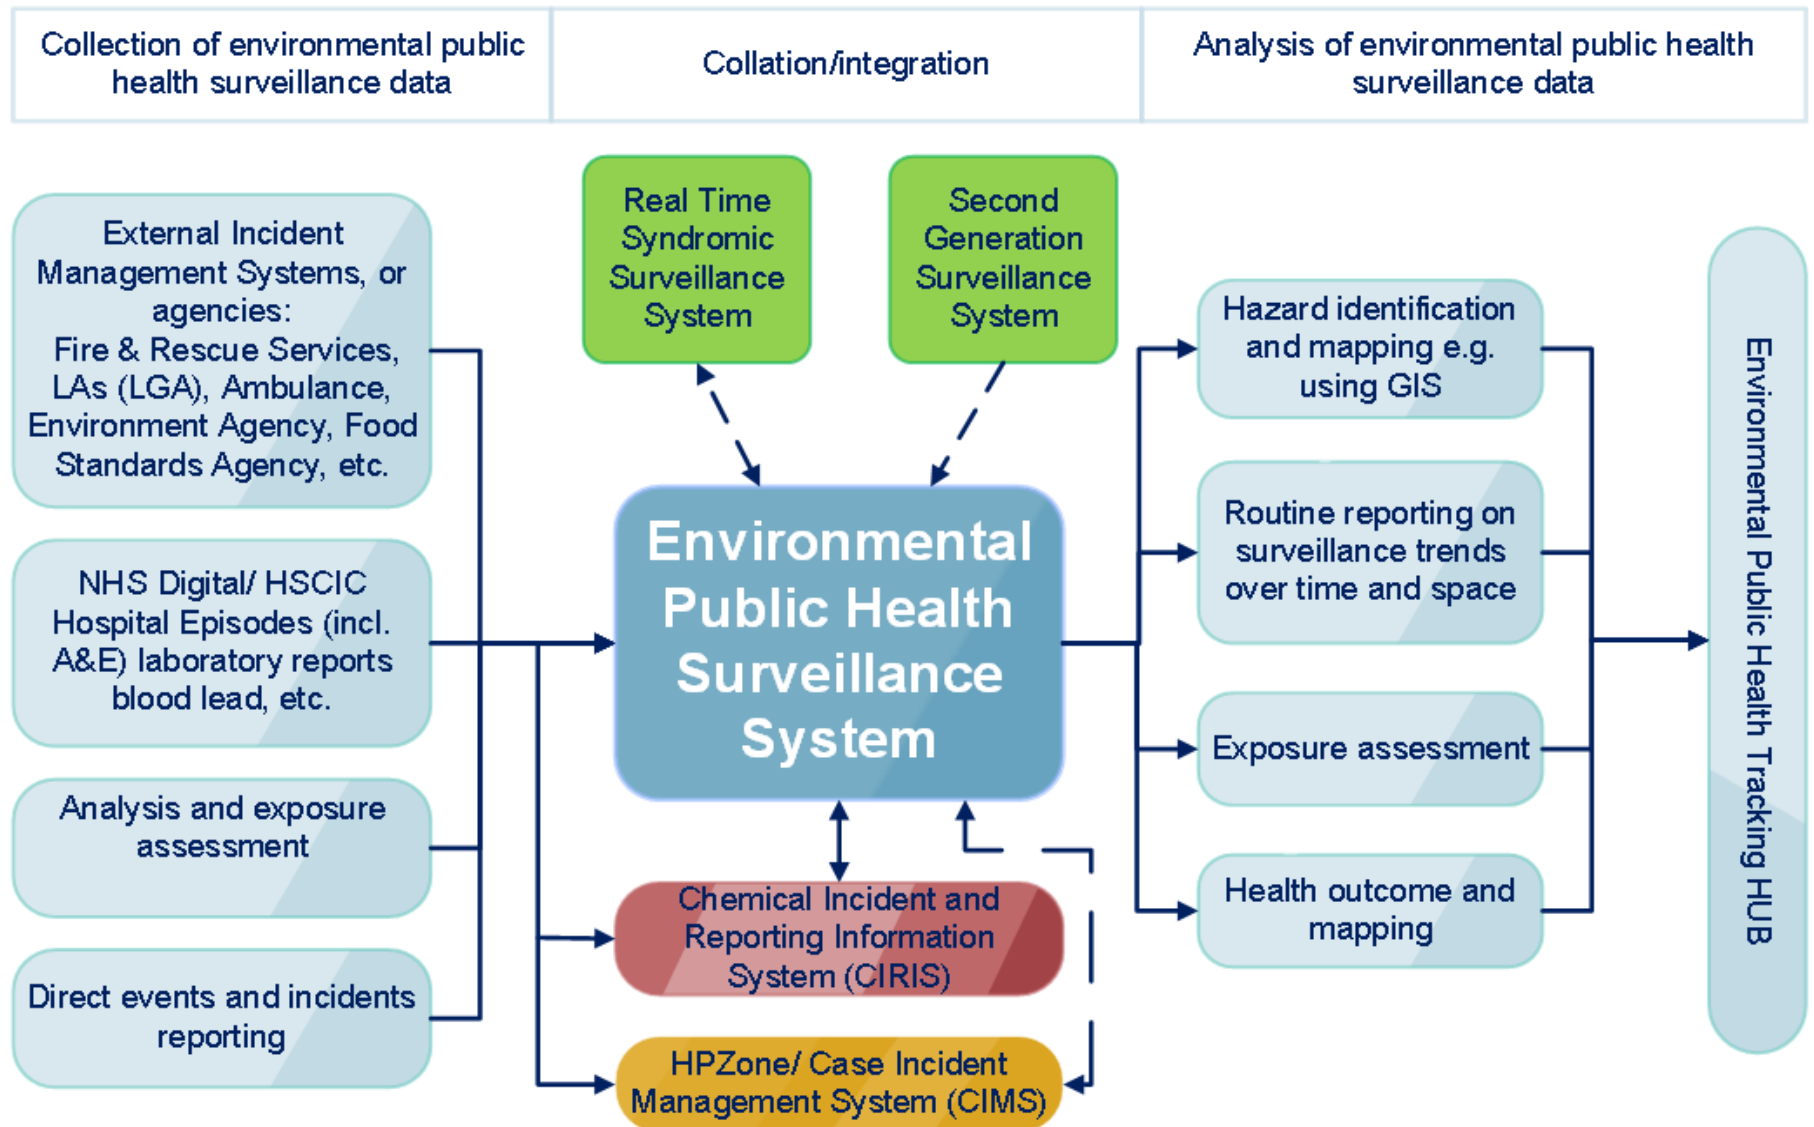 Collection of environmental public
health surveillance data
Collation/integration
Analysis of environmental public health
surveillance data
External Incident
Management Systems, or
agencies:
Fire & Rescue Services,
LAs (LGA), Ambulance,
Environment Agency, Food
Standards Agency, etc.
NHS Digital/ HSCIC
Hospital Episodes (incl.
A&E) laboratory reports
blood lead, etc.
Analysis and exposure
assessment
Direct events and incidents
reporting
Real Time
Syndromic
Surveillance
System
Second
Generation
Surveillance
System
Environmental
Public Health
Surveillance
System
Chemical Incident and
Reporting Information
System (CIRIS)
HPZone/ Case Incident
Management System (CIMS)
Hazard identification
and mapping e.g.
using GIS
Routine reporting on
surveillance trends
over time and space
Exposure assessment
Health outcome and
mapping
Environmental Public Health Tracking HUB